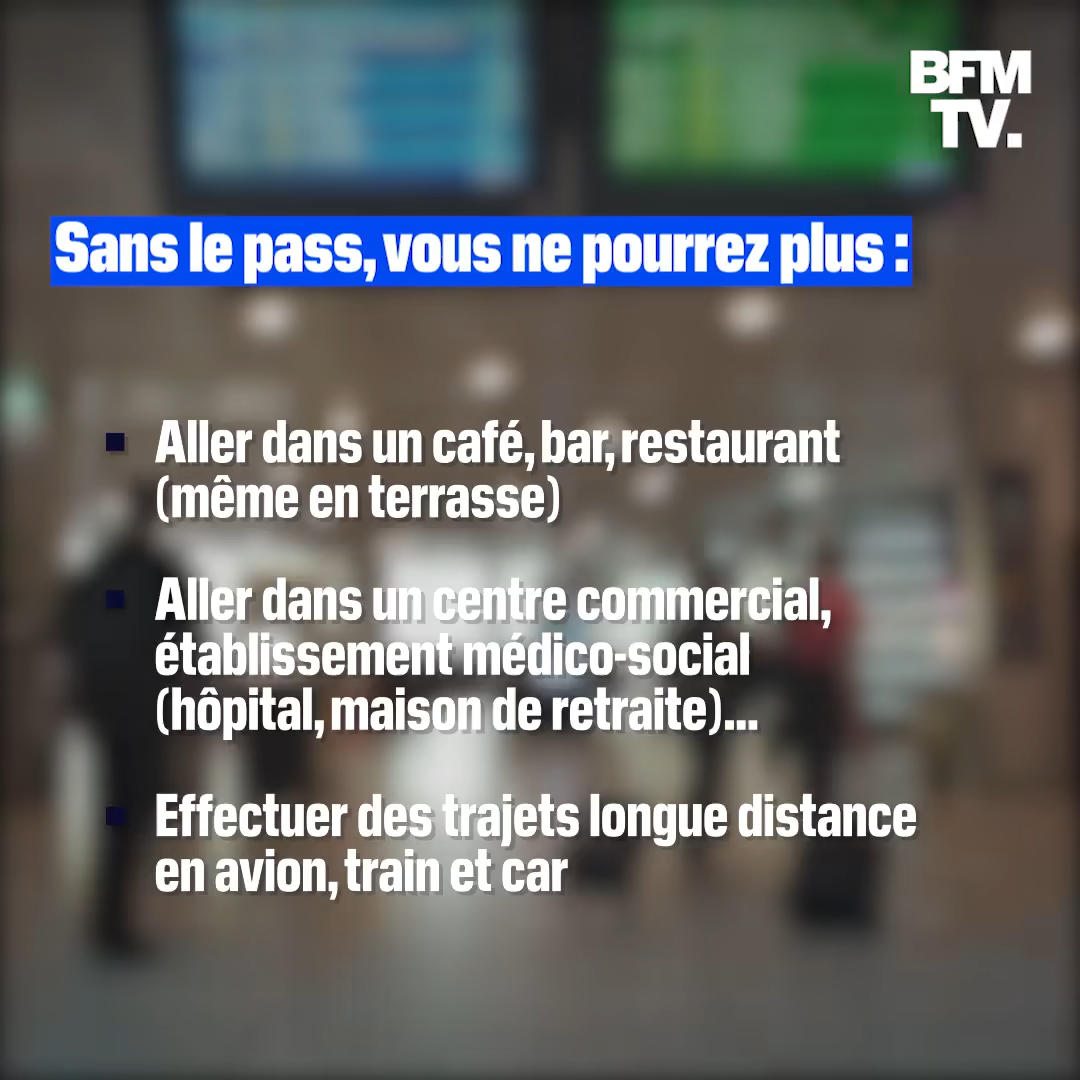 BFM
TV.
Sans le pass, vous ne pourrez plus :
Aller dans un café, bar, restaurant
(même en terrasse)
Aller dans un centre commercial,
établissement médico-social
(hôpital, maison de retraite)...
Effectuer des trajets longue distance
en avion, train et car